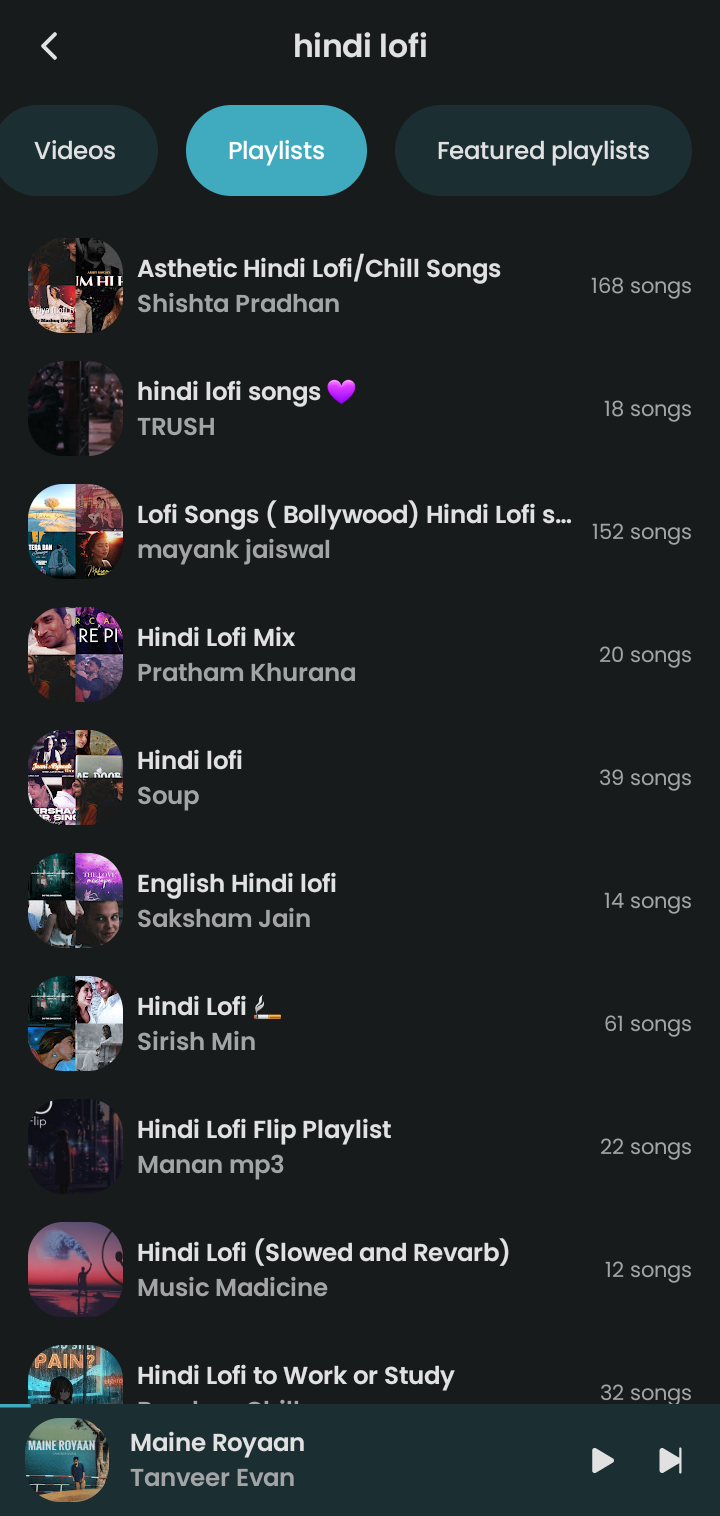 hindi lofi
Videos
Playlists
Featured playlists
Asthetic Hindi Lofi/Chill Songs
Shishta Pradhan
168 songs
hindi lofi songs 💜
TRUSH
18 songs
Lofi Songs ( Bollywood) Hindi Lofi s...
mayank jaiswal
152 songs
Hindi Lofi Mix
Pratham Khurana
20 songs
Hindi lofi
Soup
39 songs
English Hindi lofi
Saksham Jain
14 songs
Hindi Lofi 🚬
Sirish Min
61 songs
Hindi Lofi Flip Playlist
Manan mp3
22 songs
Hindi Lofi (Slowed and Revarb)
Music Madicine
12 songs
PAIN?
Hindi Lofi to Work or Study
32 songs
MAINE ROYAAN
Maine Royaan
Tanveer Evan